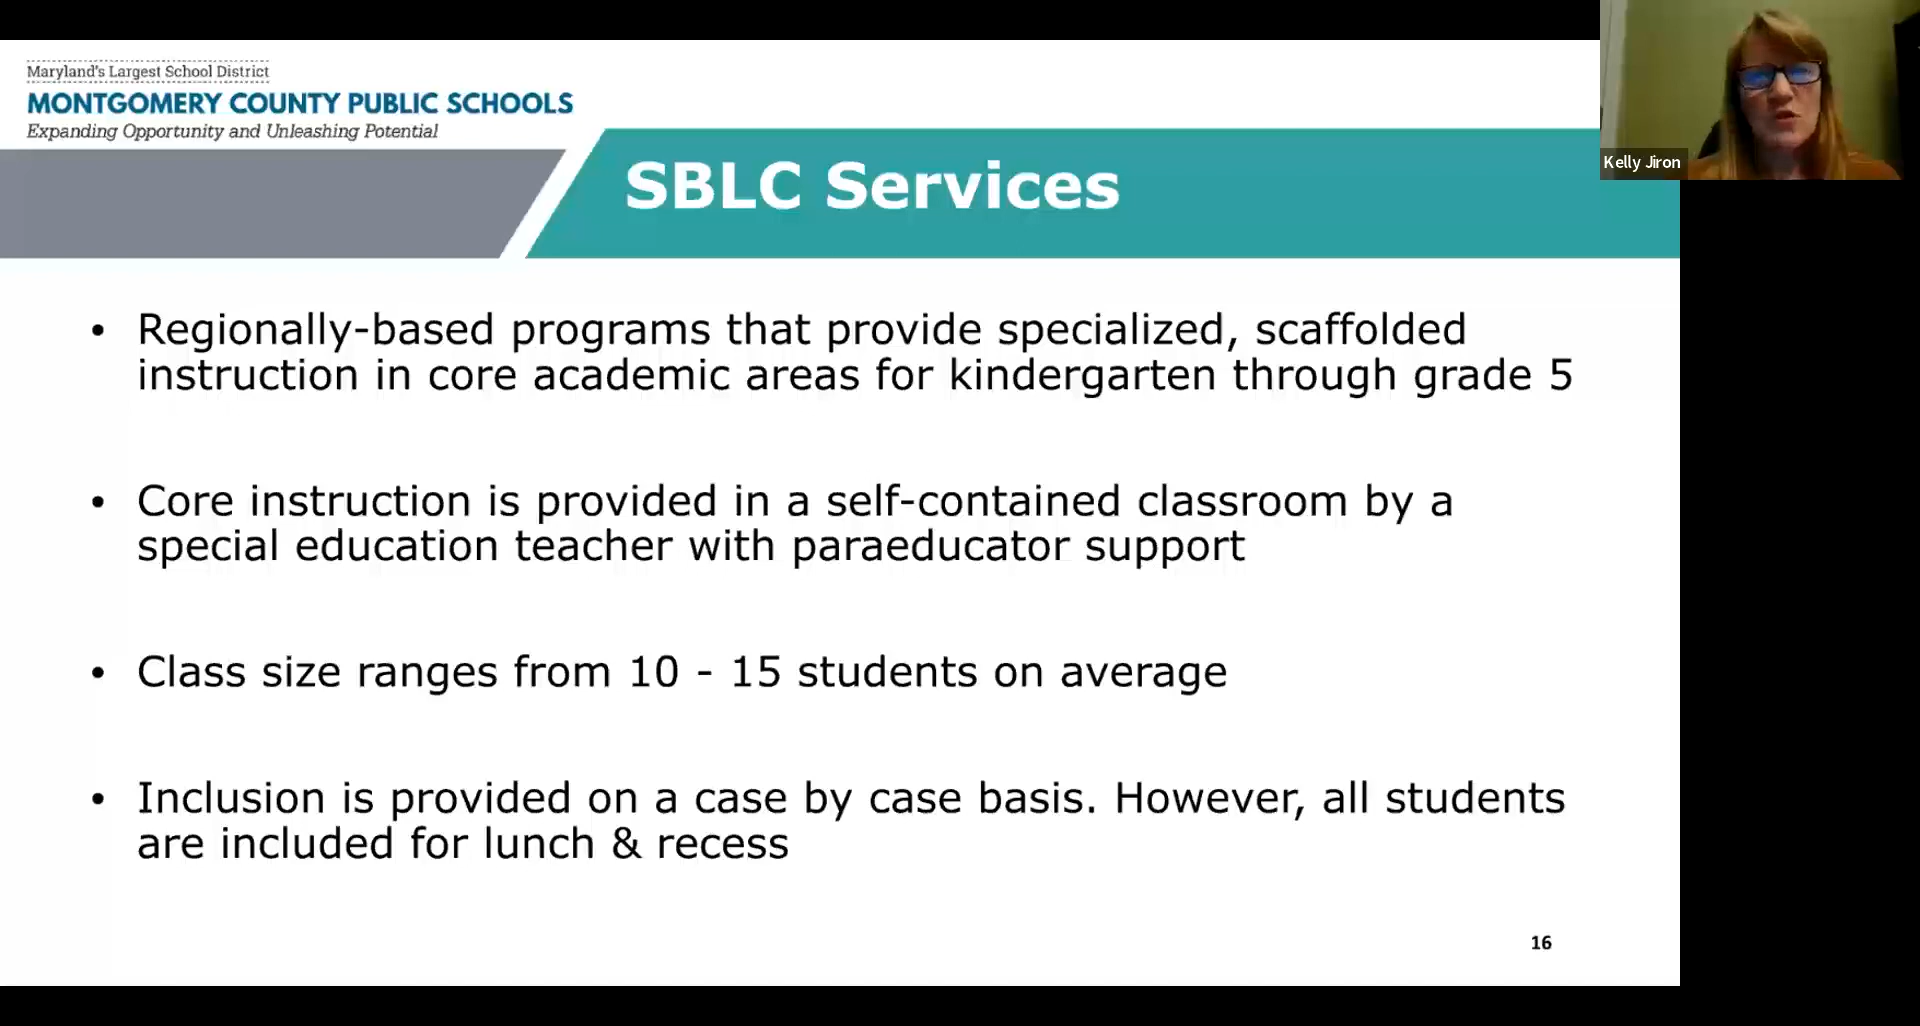 Maryland's Largest School District
MONTGOMERY COUNTY PUBLIC SCHOOLS
Expanding Opportunity and Unleashing Potential
SBLC Services
Kelly Jiron
• Regionally-based programs that provide specialized, scaffolded
instruction in core academic areas for kindergarten through grade 5
• Core instruction is provided in a self-contained classroom by a
special education teacher with paraeducator support
• Class size ranges from 10 - 15 students on average
• Inclusion is provided on a case by case basis. However, all students
are included for lunch & recess
16